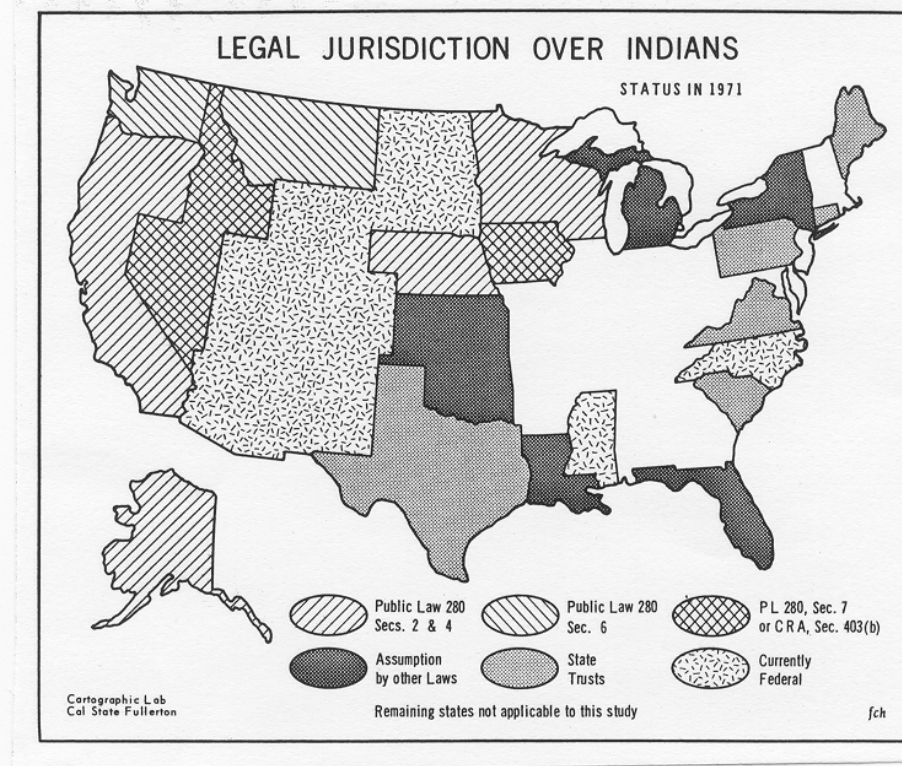 LEGAL JURISDICTION OVER INDIANS
STATUS IN 1971
Public Law 280
Secs. 2 & 4
Public Law 280
Sec. 6
PL 280, Sec. 7
or CRA, Sec. 403(b)
Assumption
by other Laws
State
Trusts
Currently
Federal
Cartographic Lab
Cal State Fullerton
Remaining states not applicable to this study
fch